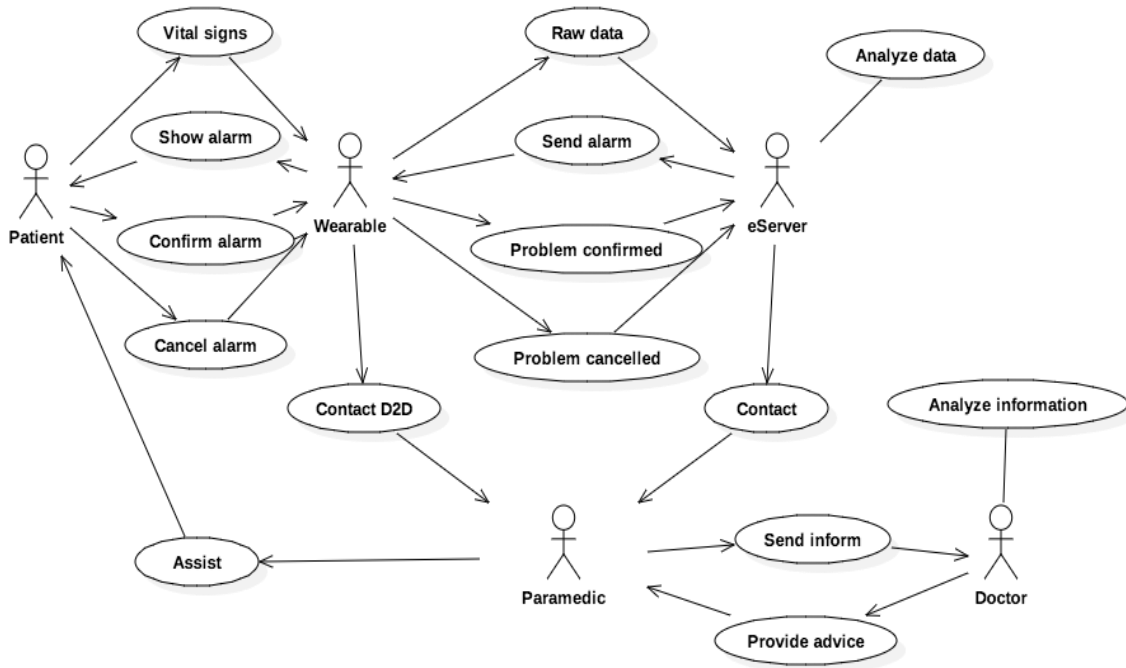 Vital signs
Raw data
Analyze data
Show alarm
Send alarm
Patient
Wearable
eServer
Confirm alarm
Problem confirmed
Cancel alarm
Problem cancelled
Contact D2D
Contact
Analyze information
Assist
Send inform
Paramedic
Doctor
Provide advice